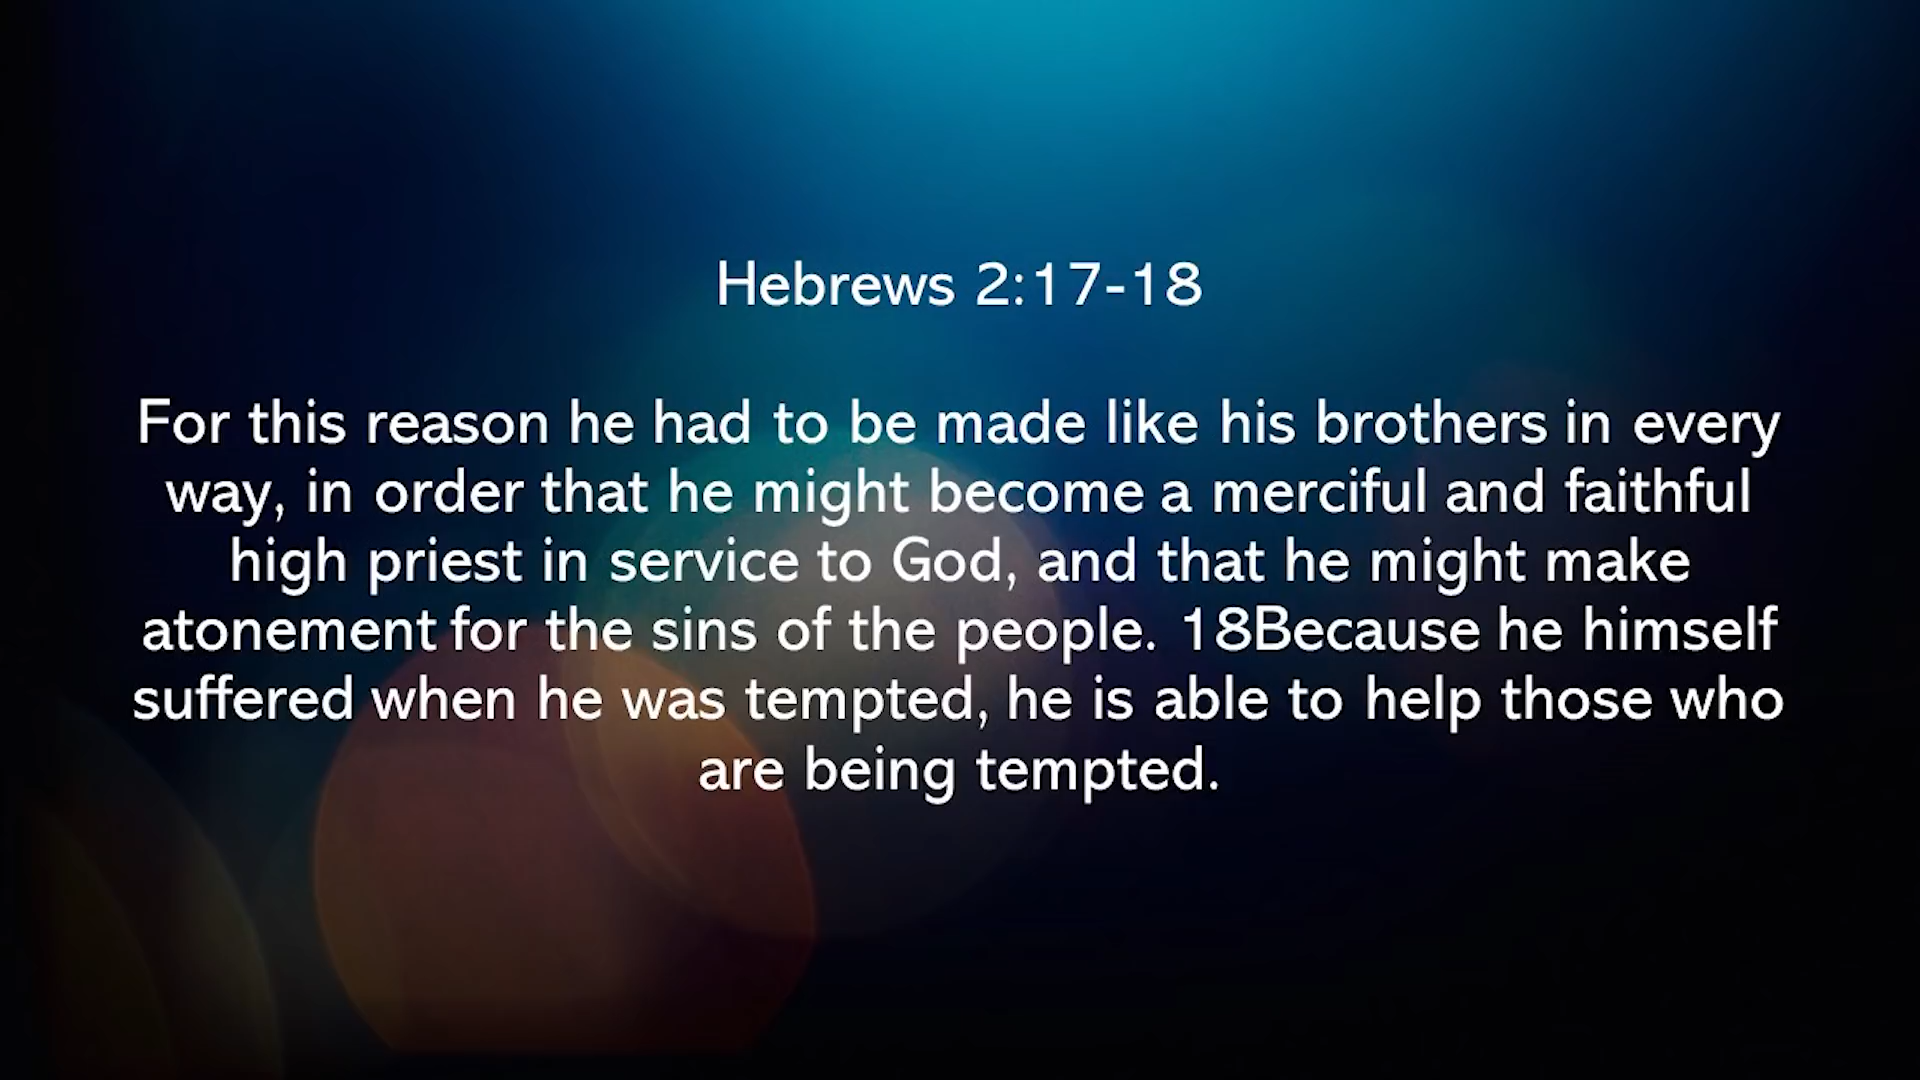 Hebrews 2:17-18
For this reason he had to be made like his brothers in every
way, in order that he might become a merciful and faithful
high priest in service to God, and that he might make
atonement for the sins of the people. 18Because he himself
suffered when he was tempted, he is able to help those who
are being tempted.